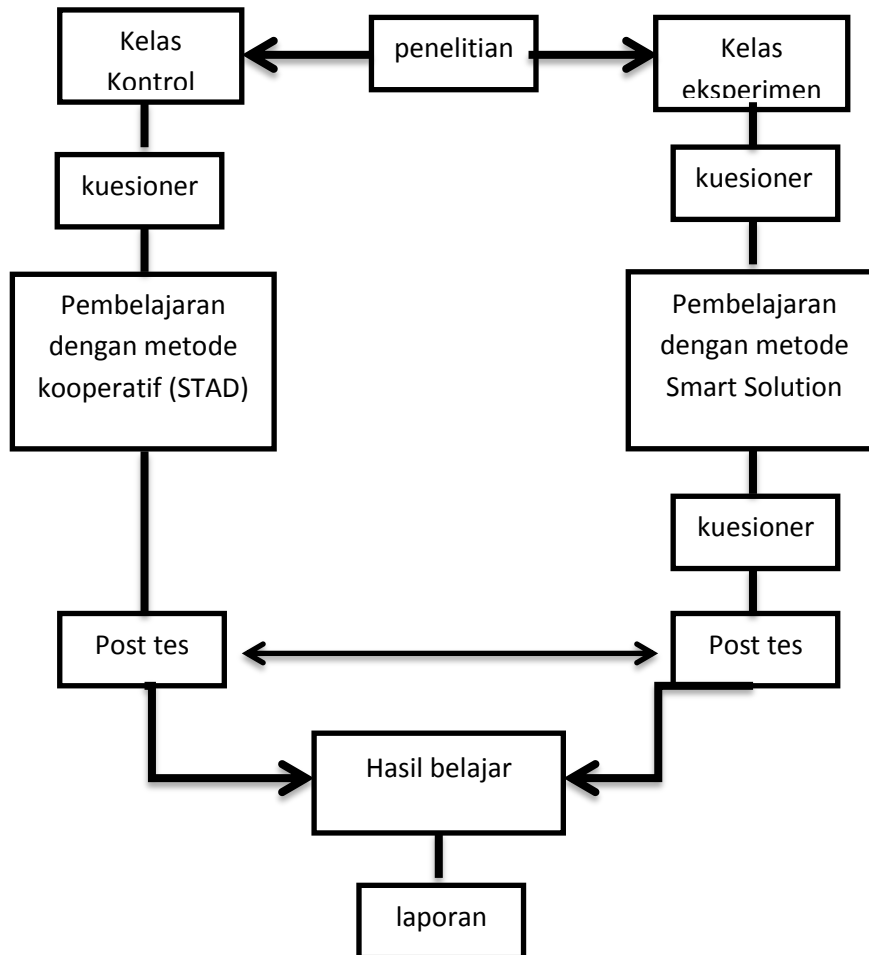 Kelas
Kontrol
penelitian
Kelas
eksperimen
kuesioner
kuesioner
Pembelajaran
dengan metode
kooperatif (STAD)
Pembelajaran
dengan metode
Smart Solution
kuesioner
Post tes
Post tes
Hasil belajar
laporan